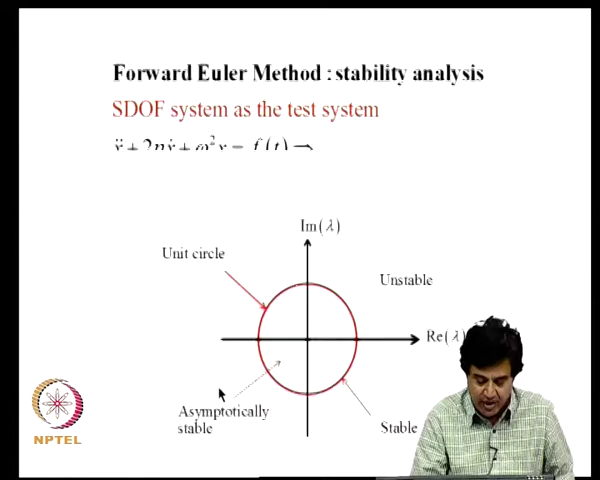 Forward Euler Method : stability analysis
SDOF system as the test system
Im(λ)
Unit circle
Unstable
Re(λ)
Asymptotically
stable
Stable
NPTEL